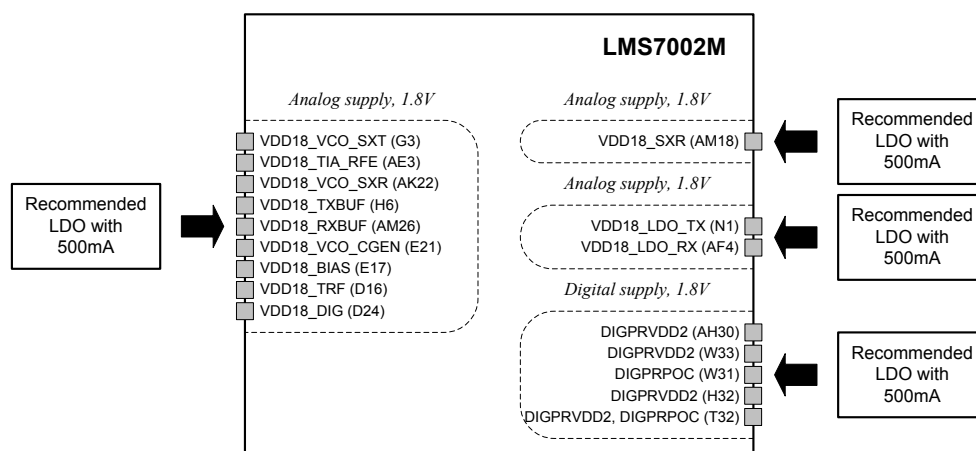 LMS7002M
Analog supply, 1.8V
VDD18_VCO_SXT (G3)
VDD18_TIA_RFE (AE3)
VDD18_VCO_SXR (AK22)
VDD18_TXBUF (H6)
VDD18_RXBUF (AM26)
VDD18_VCO_CGEN (E21)
VDD18_BIAS (E17)
VDD18_TRF (D16)
VDD18_DIG (D24)
Recommended
LDO with
500mA
Analog supply, 1.8V
VDD18_SXR (AM18)
Recommended
LDO with
500mA
Analog supply, 1.8V
VDD18_LDO_TX (N1)
VDD18_LDO_RX (AF4)
Recommended
LDO with
500mA
Digital supply, 1.8V
DIGPRVDD2 (AH30)
DIGPRVDD2 (W33)
DIGPRPOC (W31)
DIGPRVDD2 (H32)
DIGPRVDD2, DIGPRPOC (T32)
Recommended
LDO with
500mA